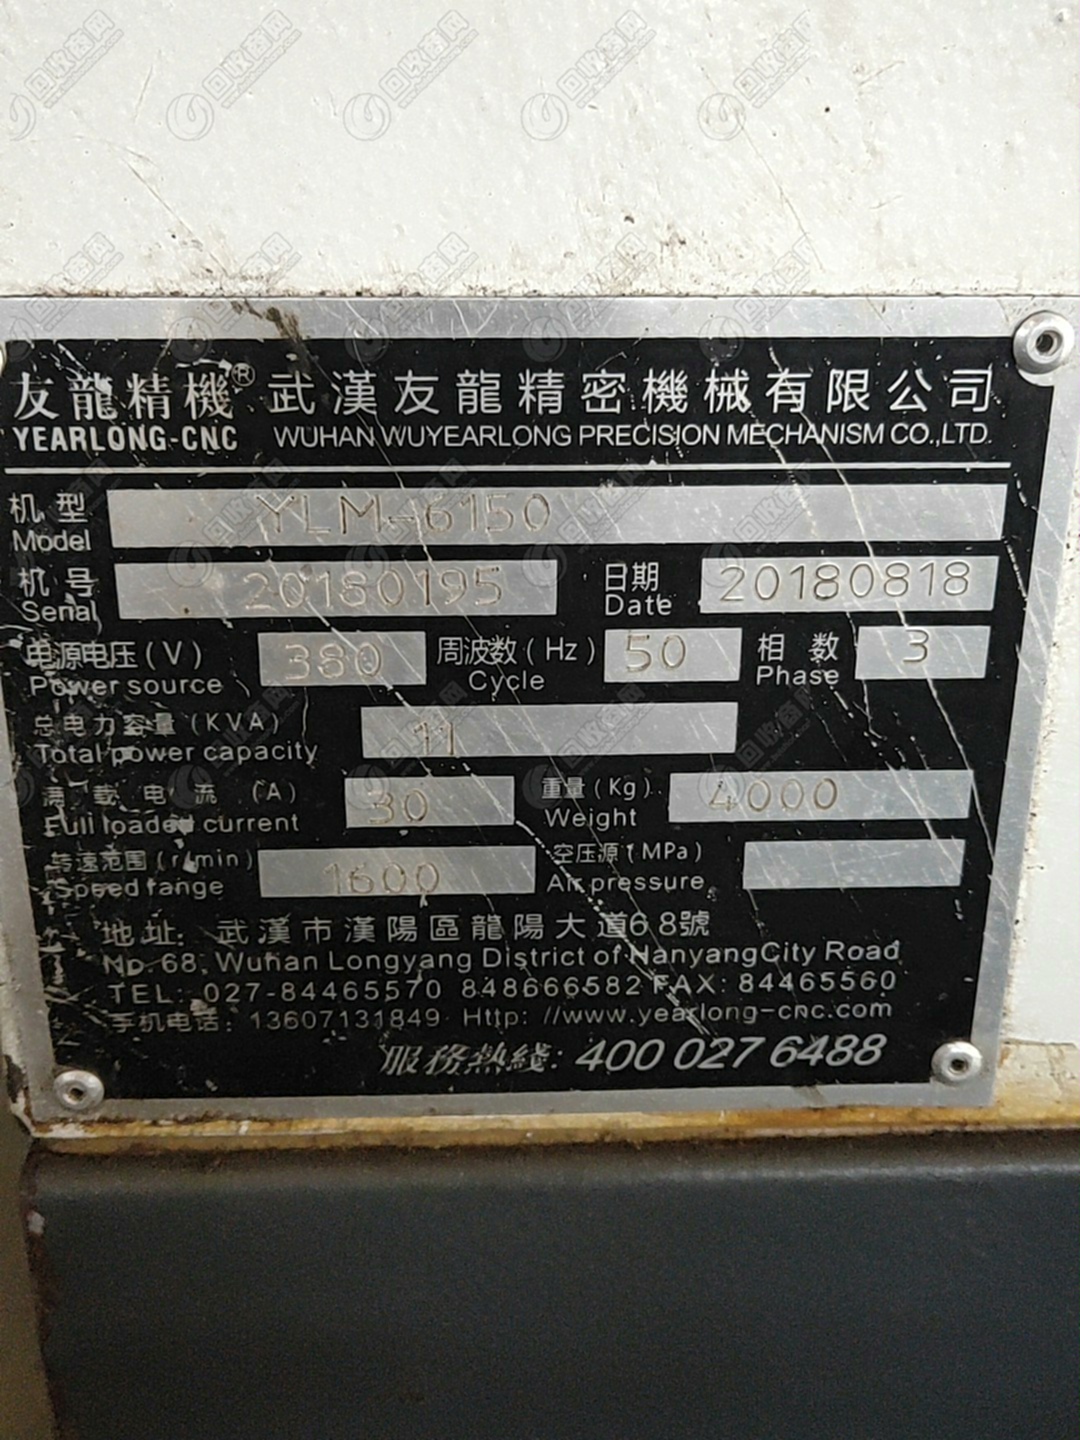 友龍精機® 武漢友龍精密機械有限公司
YEARLONG-CNC WUHAN WUYEARLONG PRECISION MECHANISM CO.,LTD.
机型 YLM-6150
Model
机号 20180195 日期 20180818
Serial Date
电源电压(V) 380 周波数(Hz) 50 相数 3
Power source Cycle Phase
总电力容量(KVA) 11
Total power capacity
满载电流(A) 30 重量(Kg) 4000
Full loaded current Weight
转速范围(r/min) 1600 空压源(MPa)
Speed range Air pressure
地址: 武漢市漢陽區龍陽大道68號
No. 68, Wuhan Longyang District of HanyangCity Road
TEL: 027-84465570 848666582 FAX: 84465560
手机电话: 13607131849 Http: //www.yearlong-cnc.com
服務熱綫: 400 027 6488
回收商网